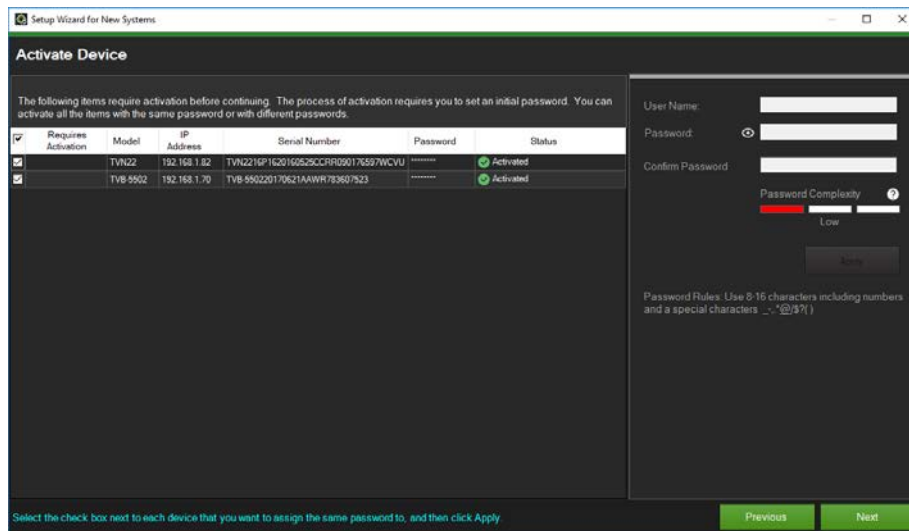 Setup Wizard for New Systems
Activate Device
The following items require activation before continuing. The process of activation requires you to set an initial password. You can
activate all the items with the same password or with different passwords.
Requires Activation Model IP Address Serial Number Password Status
TVN22 192.168.1.82 TVN2216P1620160525CCRR090176597WCVU ******** Activated
TVB-5502 192.168.1.70 TVB-550220170621AAWR783607523 ******** Activated
User Name:
Password:
Confirm Password
Password Complexity ?
Low
Apply
Password Rules: Use 8-16 characters including numbers
and a special characters _-,.*@/$?( )
Select the check box next to each device that you want to assign the same password to, and then click Apply
Previous Next